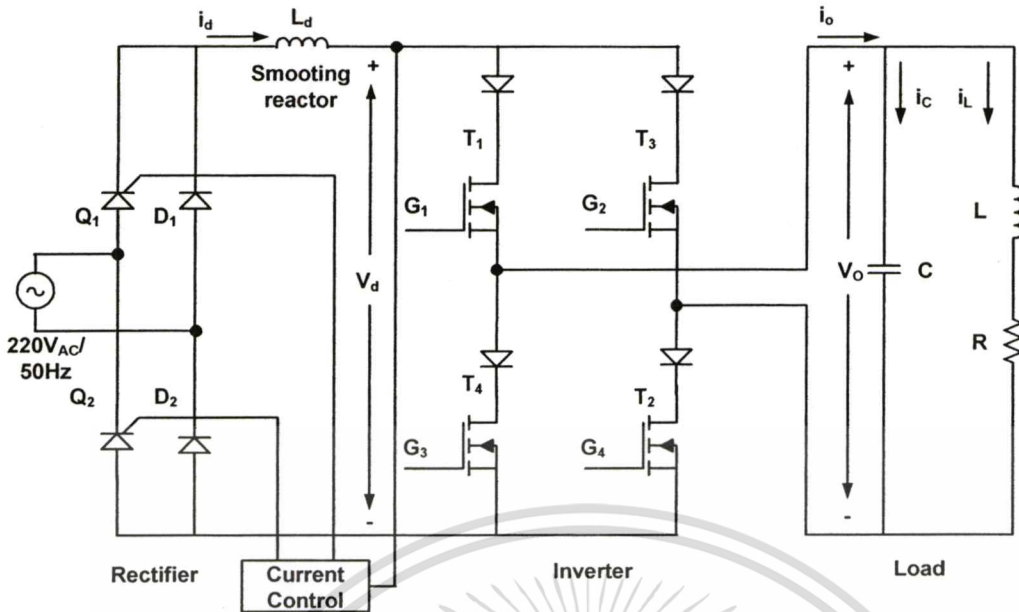 i_d
L_d
Smooting
reactor
i_o
+
+
i_C
i_L
T_1
T_3
Q_1
D_1
G_1
G_2
L
V_d
V_O
C
220V_AC/
50Hz
R
Q_2
D_2
T_4
T_2
G_3
G_4
-
-
Rectifier
Current
Control
Inverter
Load